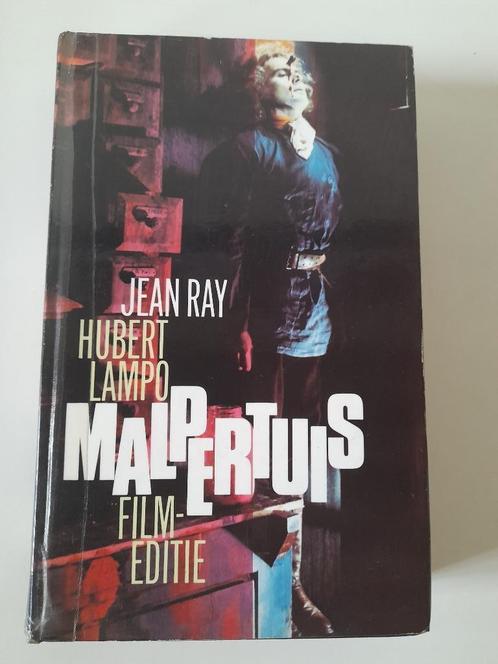 JEAN RAY
HUBERT
LAMPO
MALPERTUIS
FILM-
EDITIE